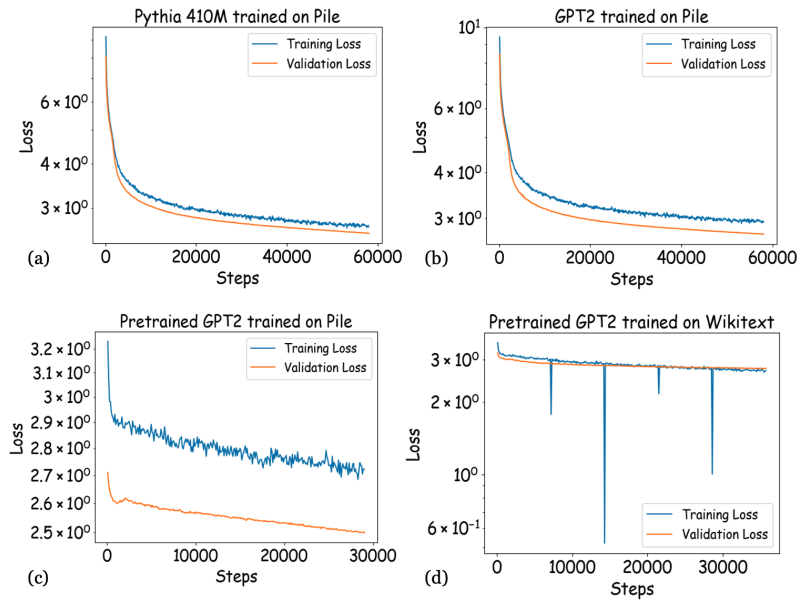 Pythia 410M trained on Pile
Training Loss
Validation Loss
6 × 10⁰
4 × 10⁰
3 × 10⁰
Loss
0 20000 40000 60000
Steps
(a)
GPT2 trained on Pile
Training Loss
Validation Loss
10¹
6 × 10⁰
4 × 10⁰
3 × 10⁰
Loss
0 20000 40000 60000
Steps
(b)
Pretrained GPT2 trained on Pile
Training Loss
Validation Loss
3.2 × 10⁰
3.1 × 10⁰
3 × 10⁰
2.9 × 10⁰
2.8 × 10⁰
2.7 × 10⁰
2.6 × 10⁰
2.5 × 10⁰
Loss
0 10000 20000 30000
Steps
(c)
Pretrained GPT2 trained on Wikitext
3 × 10⁰
2 × 10⁰
10⁰
6 × 10⁻¹
Loss
Training Loss
Validation Loss
0 10000 20000 30000
Steps
(d)